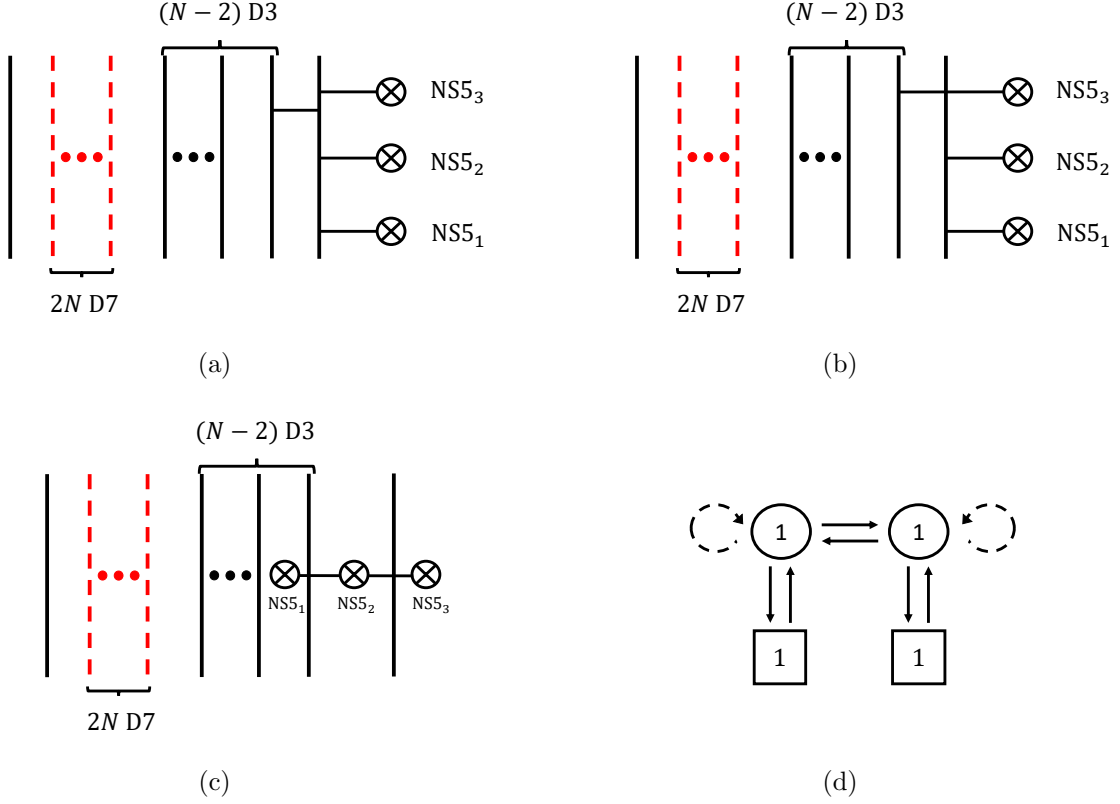 (N − 2) D3
NS5₃
NS5₂
NS5₁
2N D7
(a)
(N − 2) D3
NS5₃
NS5₂
NS5₁
2N D7
(b)
(N − 2) D3
NS5₁ NS5₂ NS5₃
2N D7
(c)
1 1
1 1
(d)